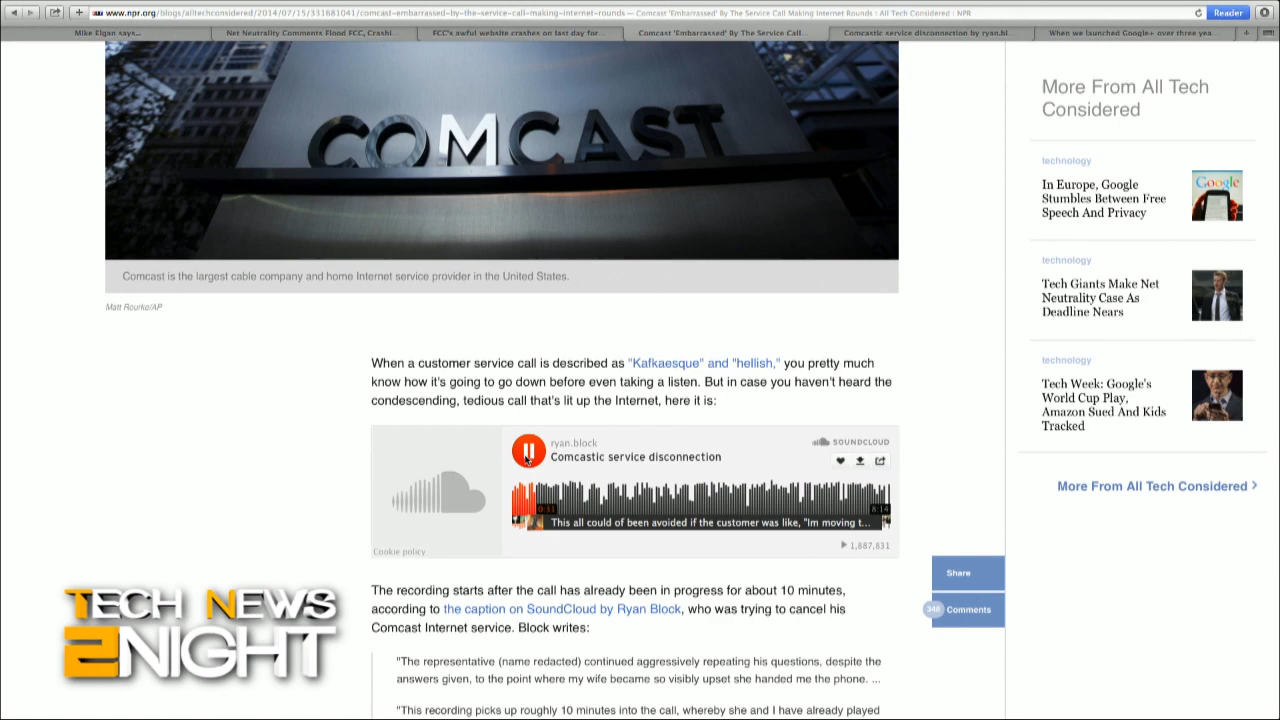 www.npr.org/blogs/alltechconsidered/2014/07/15/331681041/comcast-embarrassed-by-the-service-call-making-internet-rounds — Comcast 'Embarrassed' By The Service Call Making Internet Rounds : All Tech Considered : NPR
Reader
Mike Elgan says...
Net Neutrality Comments Flood FCC, Crashi...
FCC's awful website crashes on last day for...
Comcast 'Embarrassed' By The Service Call...
Comcastic service disconnection by ryan.bl...
When we launched Google+ over three yea...
COMCAST
Comcast is the largest cable company and home Internet service provider in the United States.
Matt Rourke/AP
When a customer service call is described as "Kafkaesque" and "hellish," you pretty much
know how it's going to go down before even taking a listen. But in case you haven't heard the
condescending, tedious call that's lit up the Internet, here it is:
ryan.block
Comcastic service disconnection
SOUNDCLOUD
0:31
8:14
This all could of been avoided if the customer was like, "Im moving t...
1,887,831
Cookie policy
The recording starts after the call has already been in progress for about 10 minutes,
according to the caption on SoundCloud by Ryan Block, who was trying to cancel his
Comcast Internet service. Block writes:
"The representative (name redacted) continued aggressively repeating his questions, despite the
answers given, to the point where my wife became so visibly upset she handed me the phone. ...
"This recording picks up roughly 10 minutes into the call, whereby she and I have already played
Share
348 Comments
More From All Tech
Considered
technology
In Europe, Google
Stumbles Between Free
Speech And Privacy
Google
technology
Tech Giants Make Net
Neutrality Case As
Deadline Nears
technology
Tech Week: Google's
World Cup Play,
Amazon Sued And Kids
Tracked
More From All Tech Considered >
TECH NEWS
2NIGHT